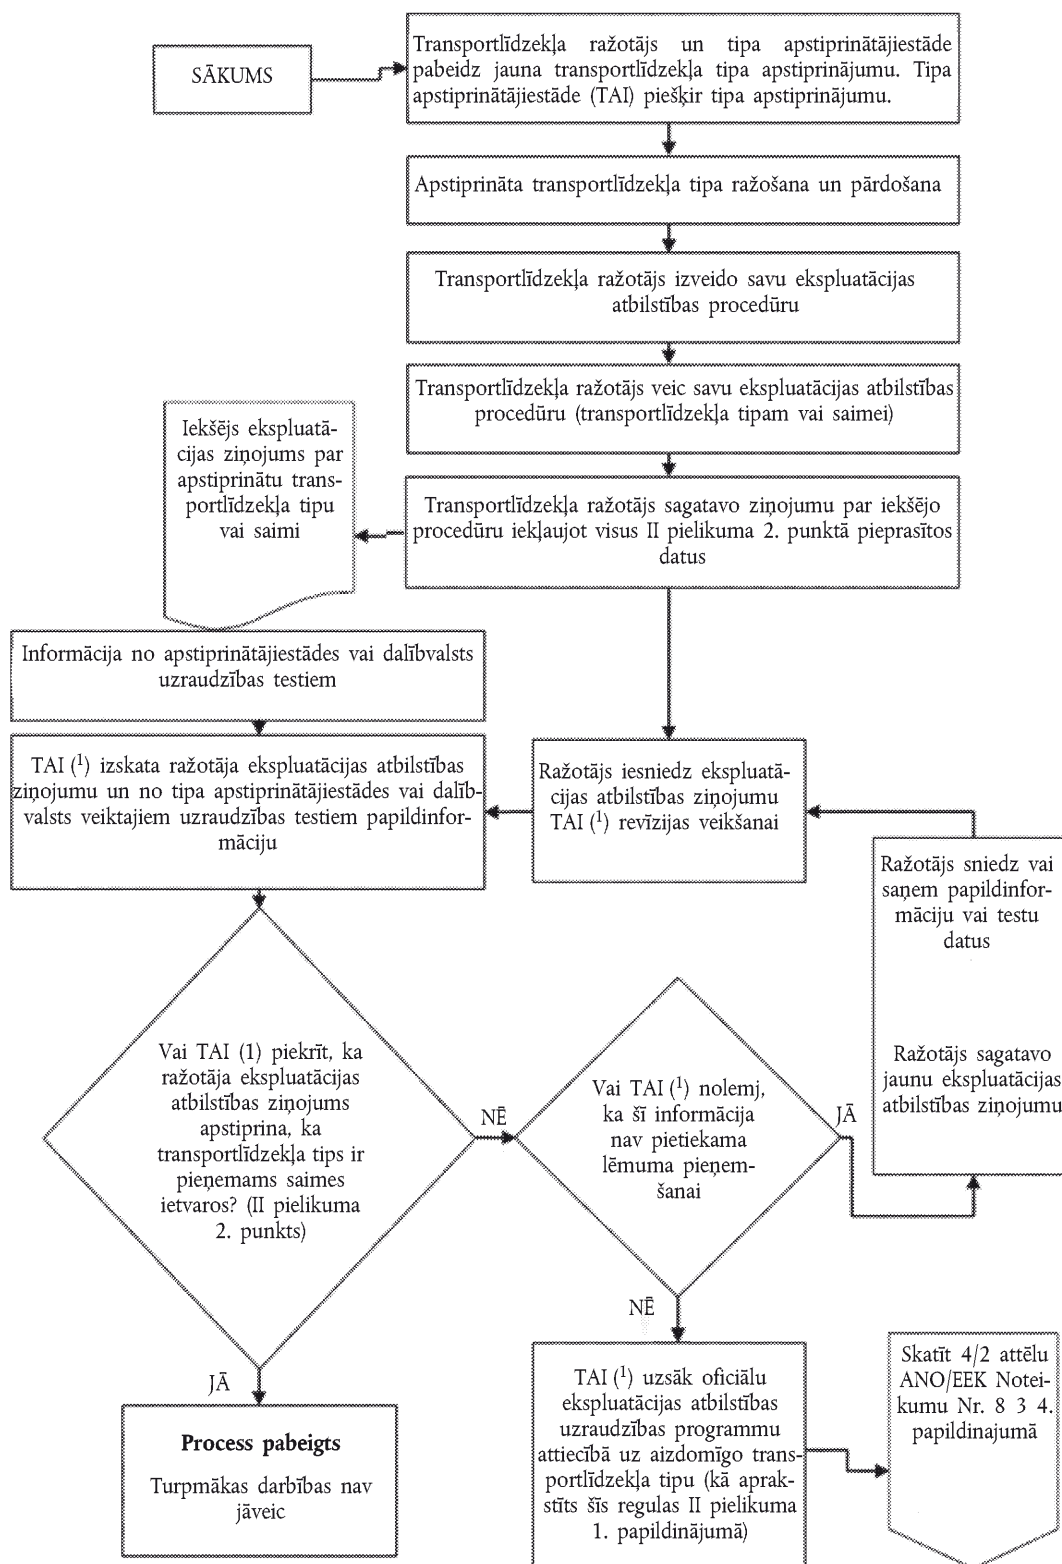 SĀKUMS
Transportlīdzekļa ražotājs un tipa apstiprinātājiestāde
pabeidz jauna transportlīdzekļa tipa apstiprinājumu. Tipa
apstiprinātājiestāde (TAI) piešķir tipa apstiprinājumu.
Apstiprināta transportlīdzekļa tipa ražošana un pārdošana
Transportlīdzekļa ražotājs izveido savu ekspluatācijas
atbilstības procedūru
Transportlīdzekļa ražotājs veic savu ekspluatācijas atbilstības
procedūru (transportlīdzekļa tipam vai saimei)
Iekšējs ekspluatā-
cijas ziņojums par
apstiprinātu trans-
portlīdzekļa tipu
vai saimi
Transportlīdzekļa ražotājs sagatavo ziņojumu par iekšējo
procedūru iekļaujot visus II pielikuma 2. punktā pieprasītos
datus
Informācija no apstiprinātājiestādes vai dalībvalsts
uzraudzības testiem
TAI (¹) izskata ražotāja ekspluatācijas atbilstības
ziņojumu un no tipa apstiprinātājiestādes vai dalīb-
valsts veiktajiem uzraudzības testiem papildinfor-
māciju
Ražotājs iesniedz ekspluatā-
cijas atbilstības ziņojumu
TAI (¹) revīzijas veikšanai
Ražotājs sniedz vai
saņem papildinfor-
māciju vai testu
datus
Ražotājs sagatavo
jaunu ekspluatācijas
atbilstības ziņojumu
Vai TAI (1) piekrīt, ka
ražotāja ekspluatācijas
atbilstības ziņojums
apstiprina, ka
transportlīdzekļa tips ir
pieņemams saimes
ietvaros? (II pielikuma
2. punkts)
NĒ
Vai TAI (¹) nolemj,
ka šī informācija
nav pietiekama
lēmuma pieņem-
šanai
JĀ
NĒ
JĀ
Process pabeigts
Turpmākas darbības nav
jāveic
TAI (¹) uzsāk oficiālu
ekspluatācijas atbilstības
uzraudzības programmu
attiecībā uz aizdomīgo trans-
portlīdzekļa tipu (kā aprak-
stīts šīs regulas II pielikuma
1. papildinājumā)
Skatīt 4/2 attēlu
ANO/EEK Notei-
kumu Nr. 8 3 4.
papildinajumā